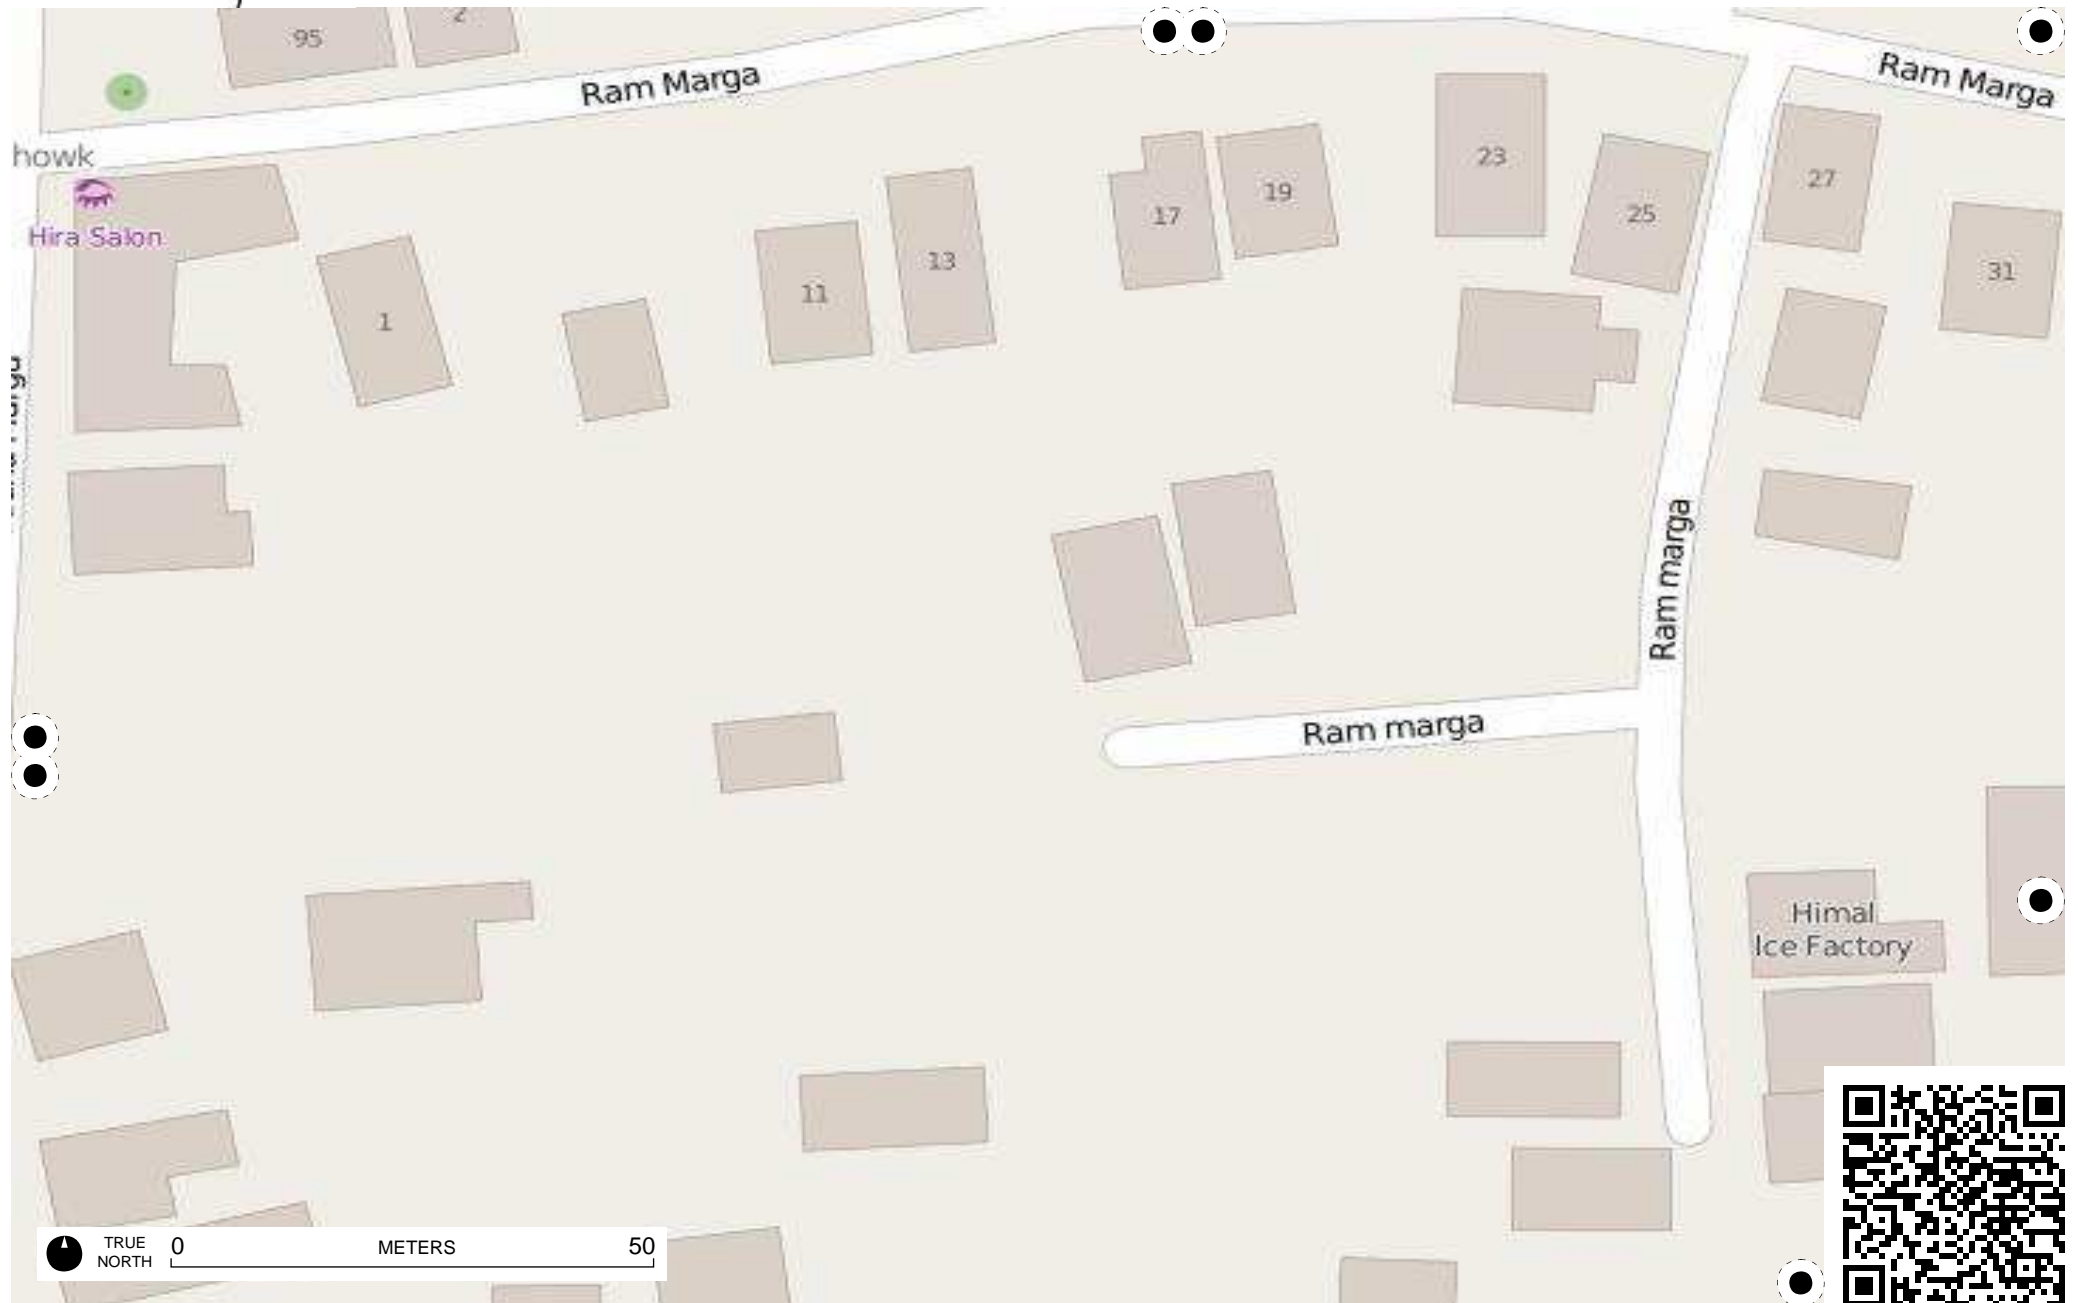 95
2
Ram Marga
Ram Marga
howk
Hira Salon
1
11
13
17
19
23
25
27
31
Ram marga
Ram marga
Himal
Ice Factory
TRUE
NORTH
0
METERS
50